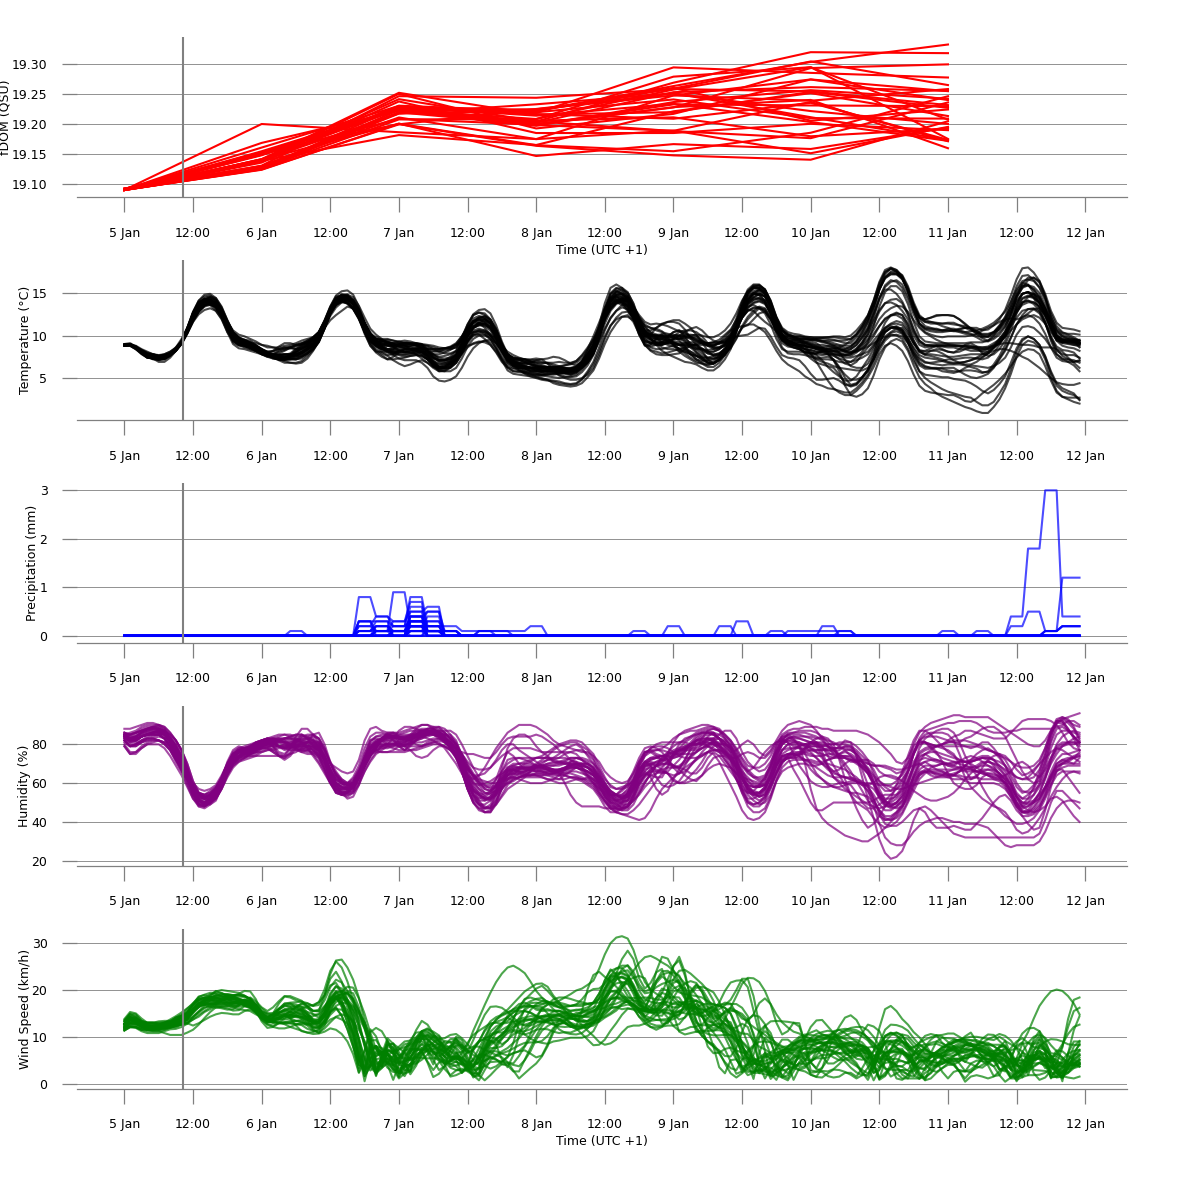 fDOM (QSU)
19.30
19.25
19.20
19.15
19.10
5 Jan 12:00 6 Jan 12:00 7 Jan 12:00 8 Jan 12:00 9 Jan 12:00 10 Jan 12:00 11 Jan 12:00 12 Jan
Time (UTC +1)
Temperature (°C)
15
10
5
5 Jan 12:00 6 Jan 12:00 7 Jan 12:00 8 Jan 12:00 9 Jan 12:00 10 Jan 12:00 11 Jan 12:00 12 Jan
Precipitation (mm)
3
2
1
0
5 Jan 12:00 6 Jan 12:00 7 Jan 12:00 8 Jan 12:00 9 Jan 12:00 10 Jan 12:00 11 Jan 12:00 12 Jan
Humidity (%)
80
60
40
20
5 Jan 12:00 6 Jan 12:00 7 Jan 12:00 8 Jan 12:00 9 Jan 12:00 10 Jan 12:00 11 Jan 12:00 12 Jan
Wind Speed (km/h)
30
20
10
0
5 Jan 12:00 6 Jan 12:00 7 Jan 12:00 8 Jan 12:00 9 Jan 12:00 10 Jan 12:00 11 Jan 12:00 12 Jan
Time (UTC +1)